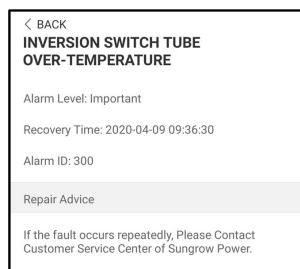 < BACK
INVERSION SWITCH TUBE
OVER-TEMPERATURE
Alarm Level: Important
Recovery Time: 2020-04-09 09:36:30
Alarm ID: 300
Repair Advice
If the fault occurs repeatedly, Please Contact
Customer Service Center of Sungrow Power.